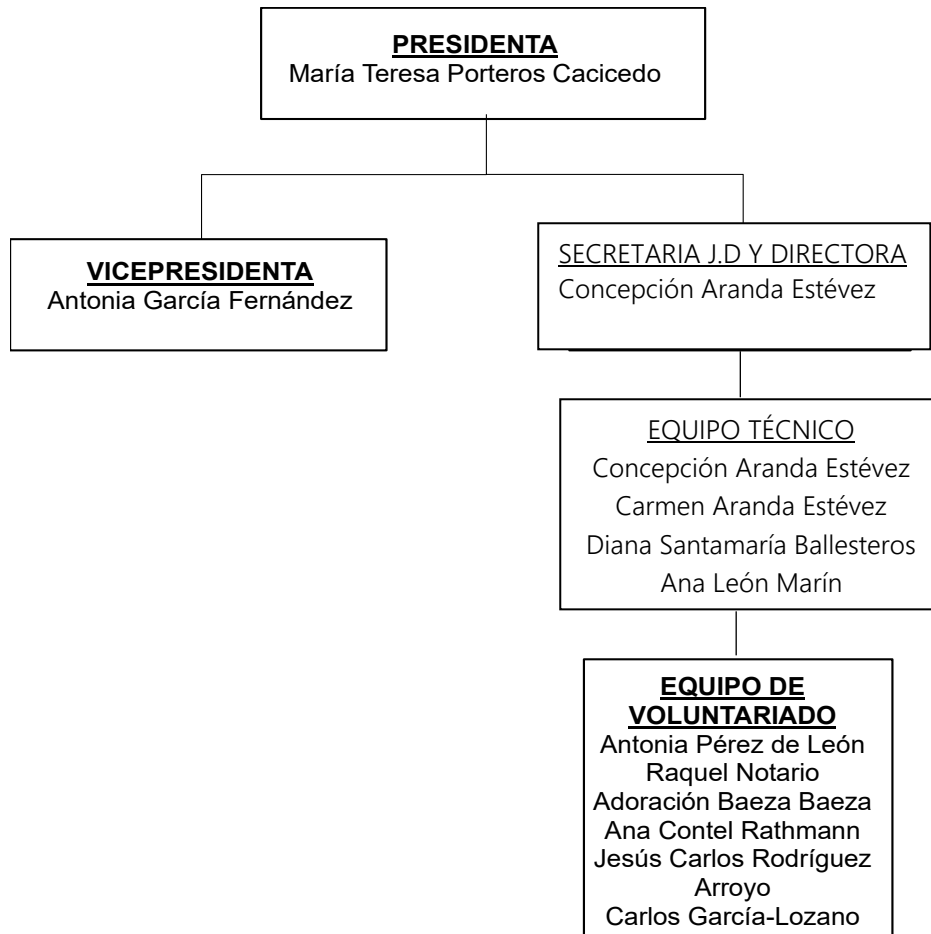 PRESIDENTA
María Teresa Porteros Cacicedo
VICEPRESIDENTA
Antonia García Fernández
SECRETARIA J.D Y DIRECTORA
Concepción Aranda Estévez
EQUIPO TÉCNICO
Concepción Aranda Estévez
Carmen Aranda Estévez
Diana Santamaría Ballesteros
Ana León Marín
EQUIPO DE
VOLUNTARIADO
Antonia Pérez de León
Raquel Notario
Adoración Baeza Baeza
Ana Contel Rathmann
Jesús Carlos Rodríguez
Arroyo
Carlos García-Lozano